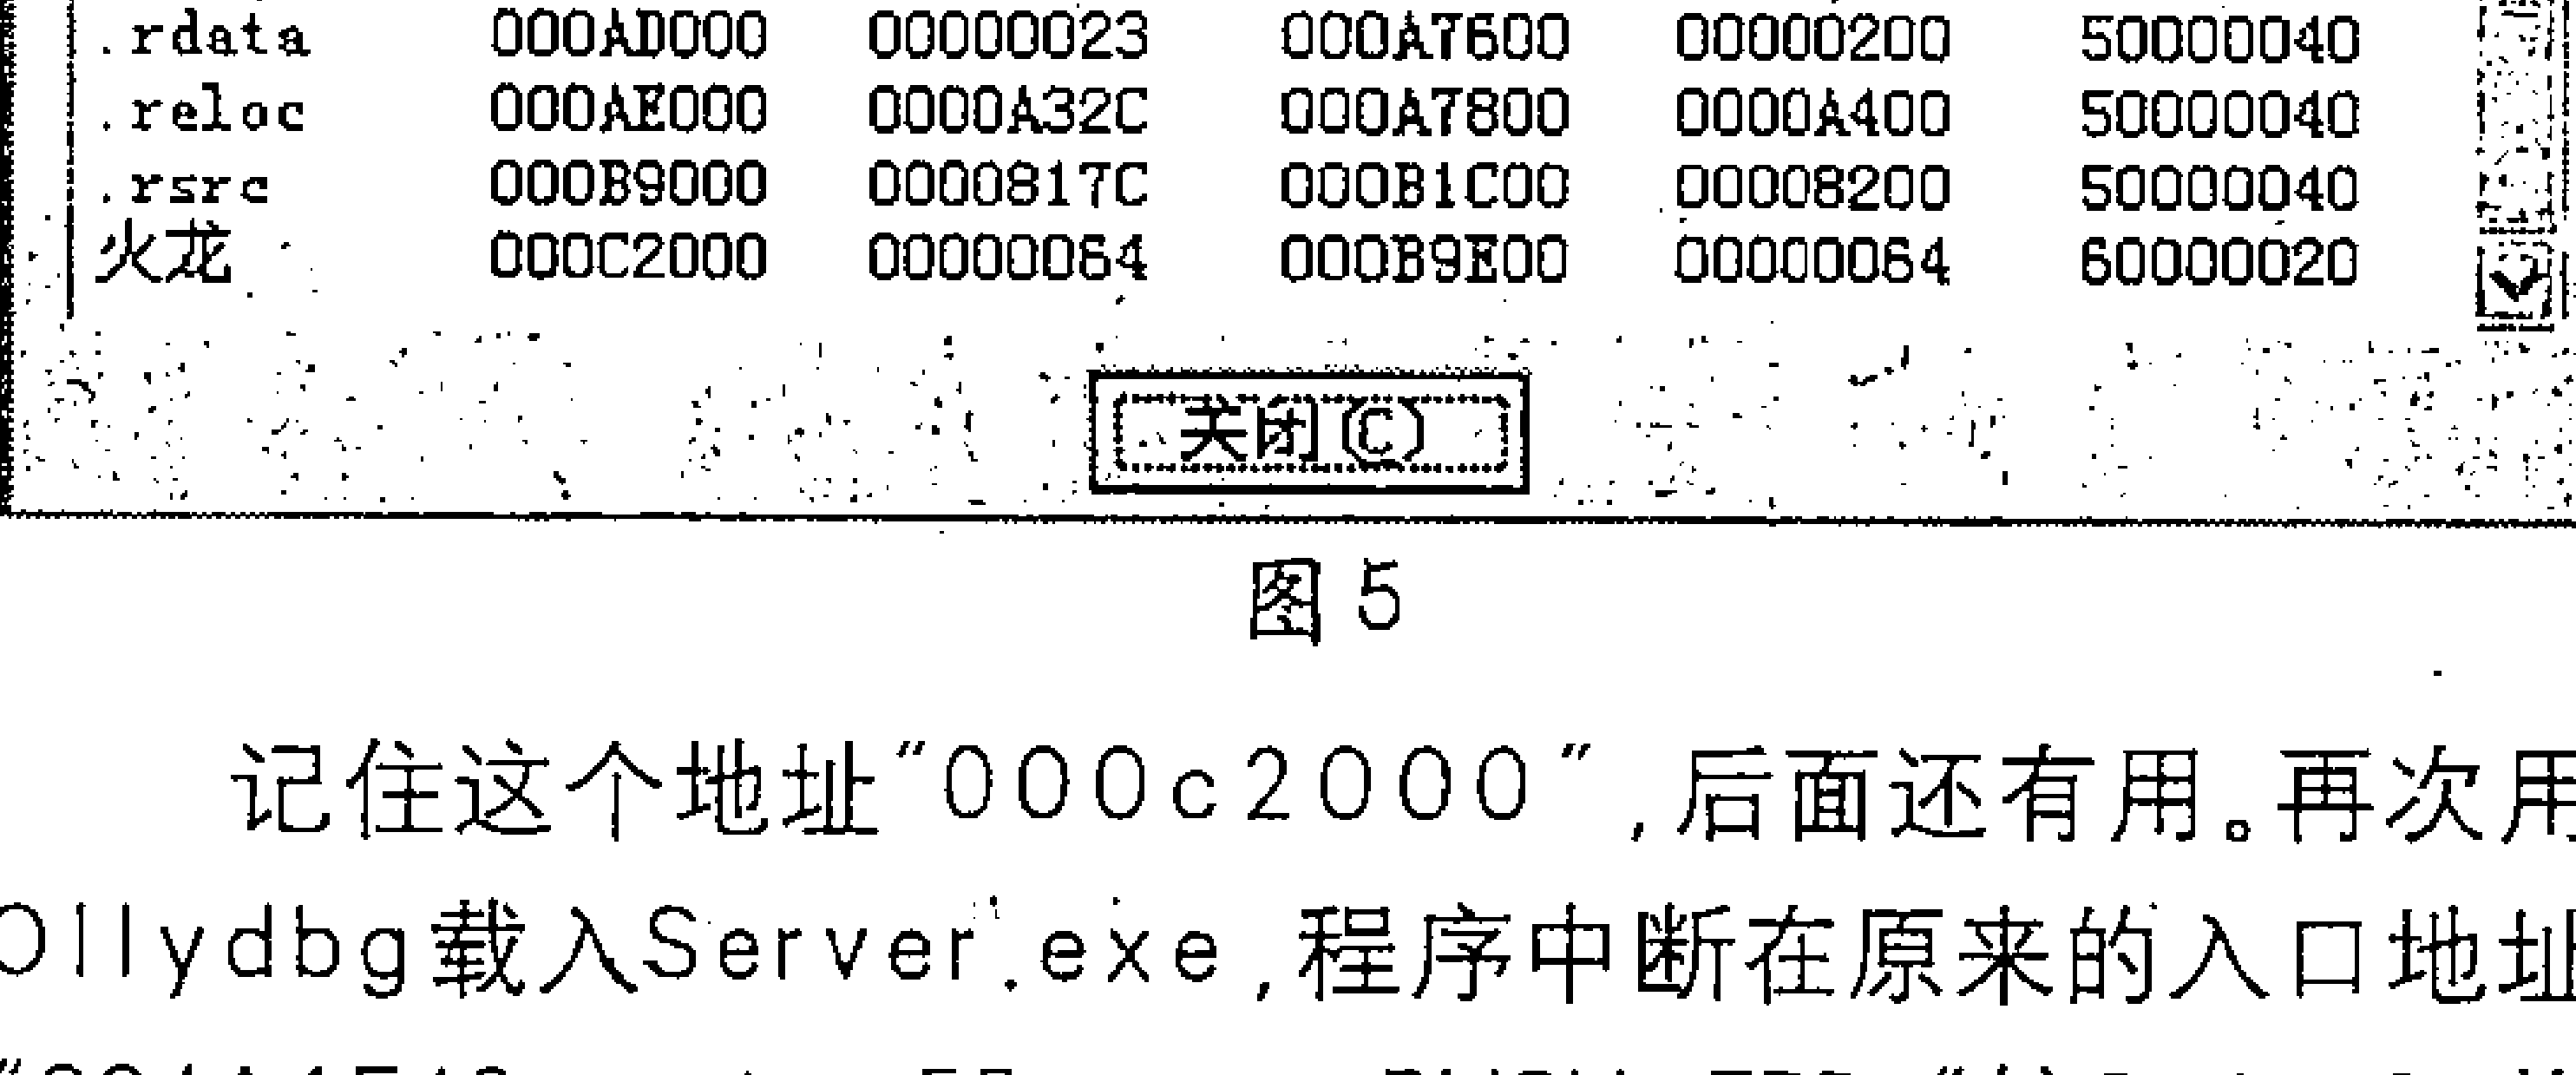 .rdata 000AD000 00000023 000A7600 00000200 50000040
.reloc 000AE000 0000A32C 000A7800 0000A400 50000040
.rsrc 000B9000 0000817C 000B1C00 00008200 50000040
火龙 000C2000 00000064 000B9E00 00000064 60000020
关闭(C)
图5
记住这个地址"000c2000",后面还有用。再次用
Ollydbg载入Server.exe,程序中断在原来的入口地址